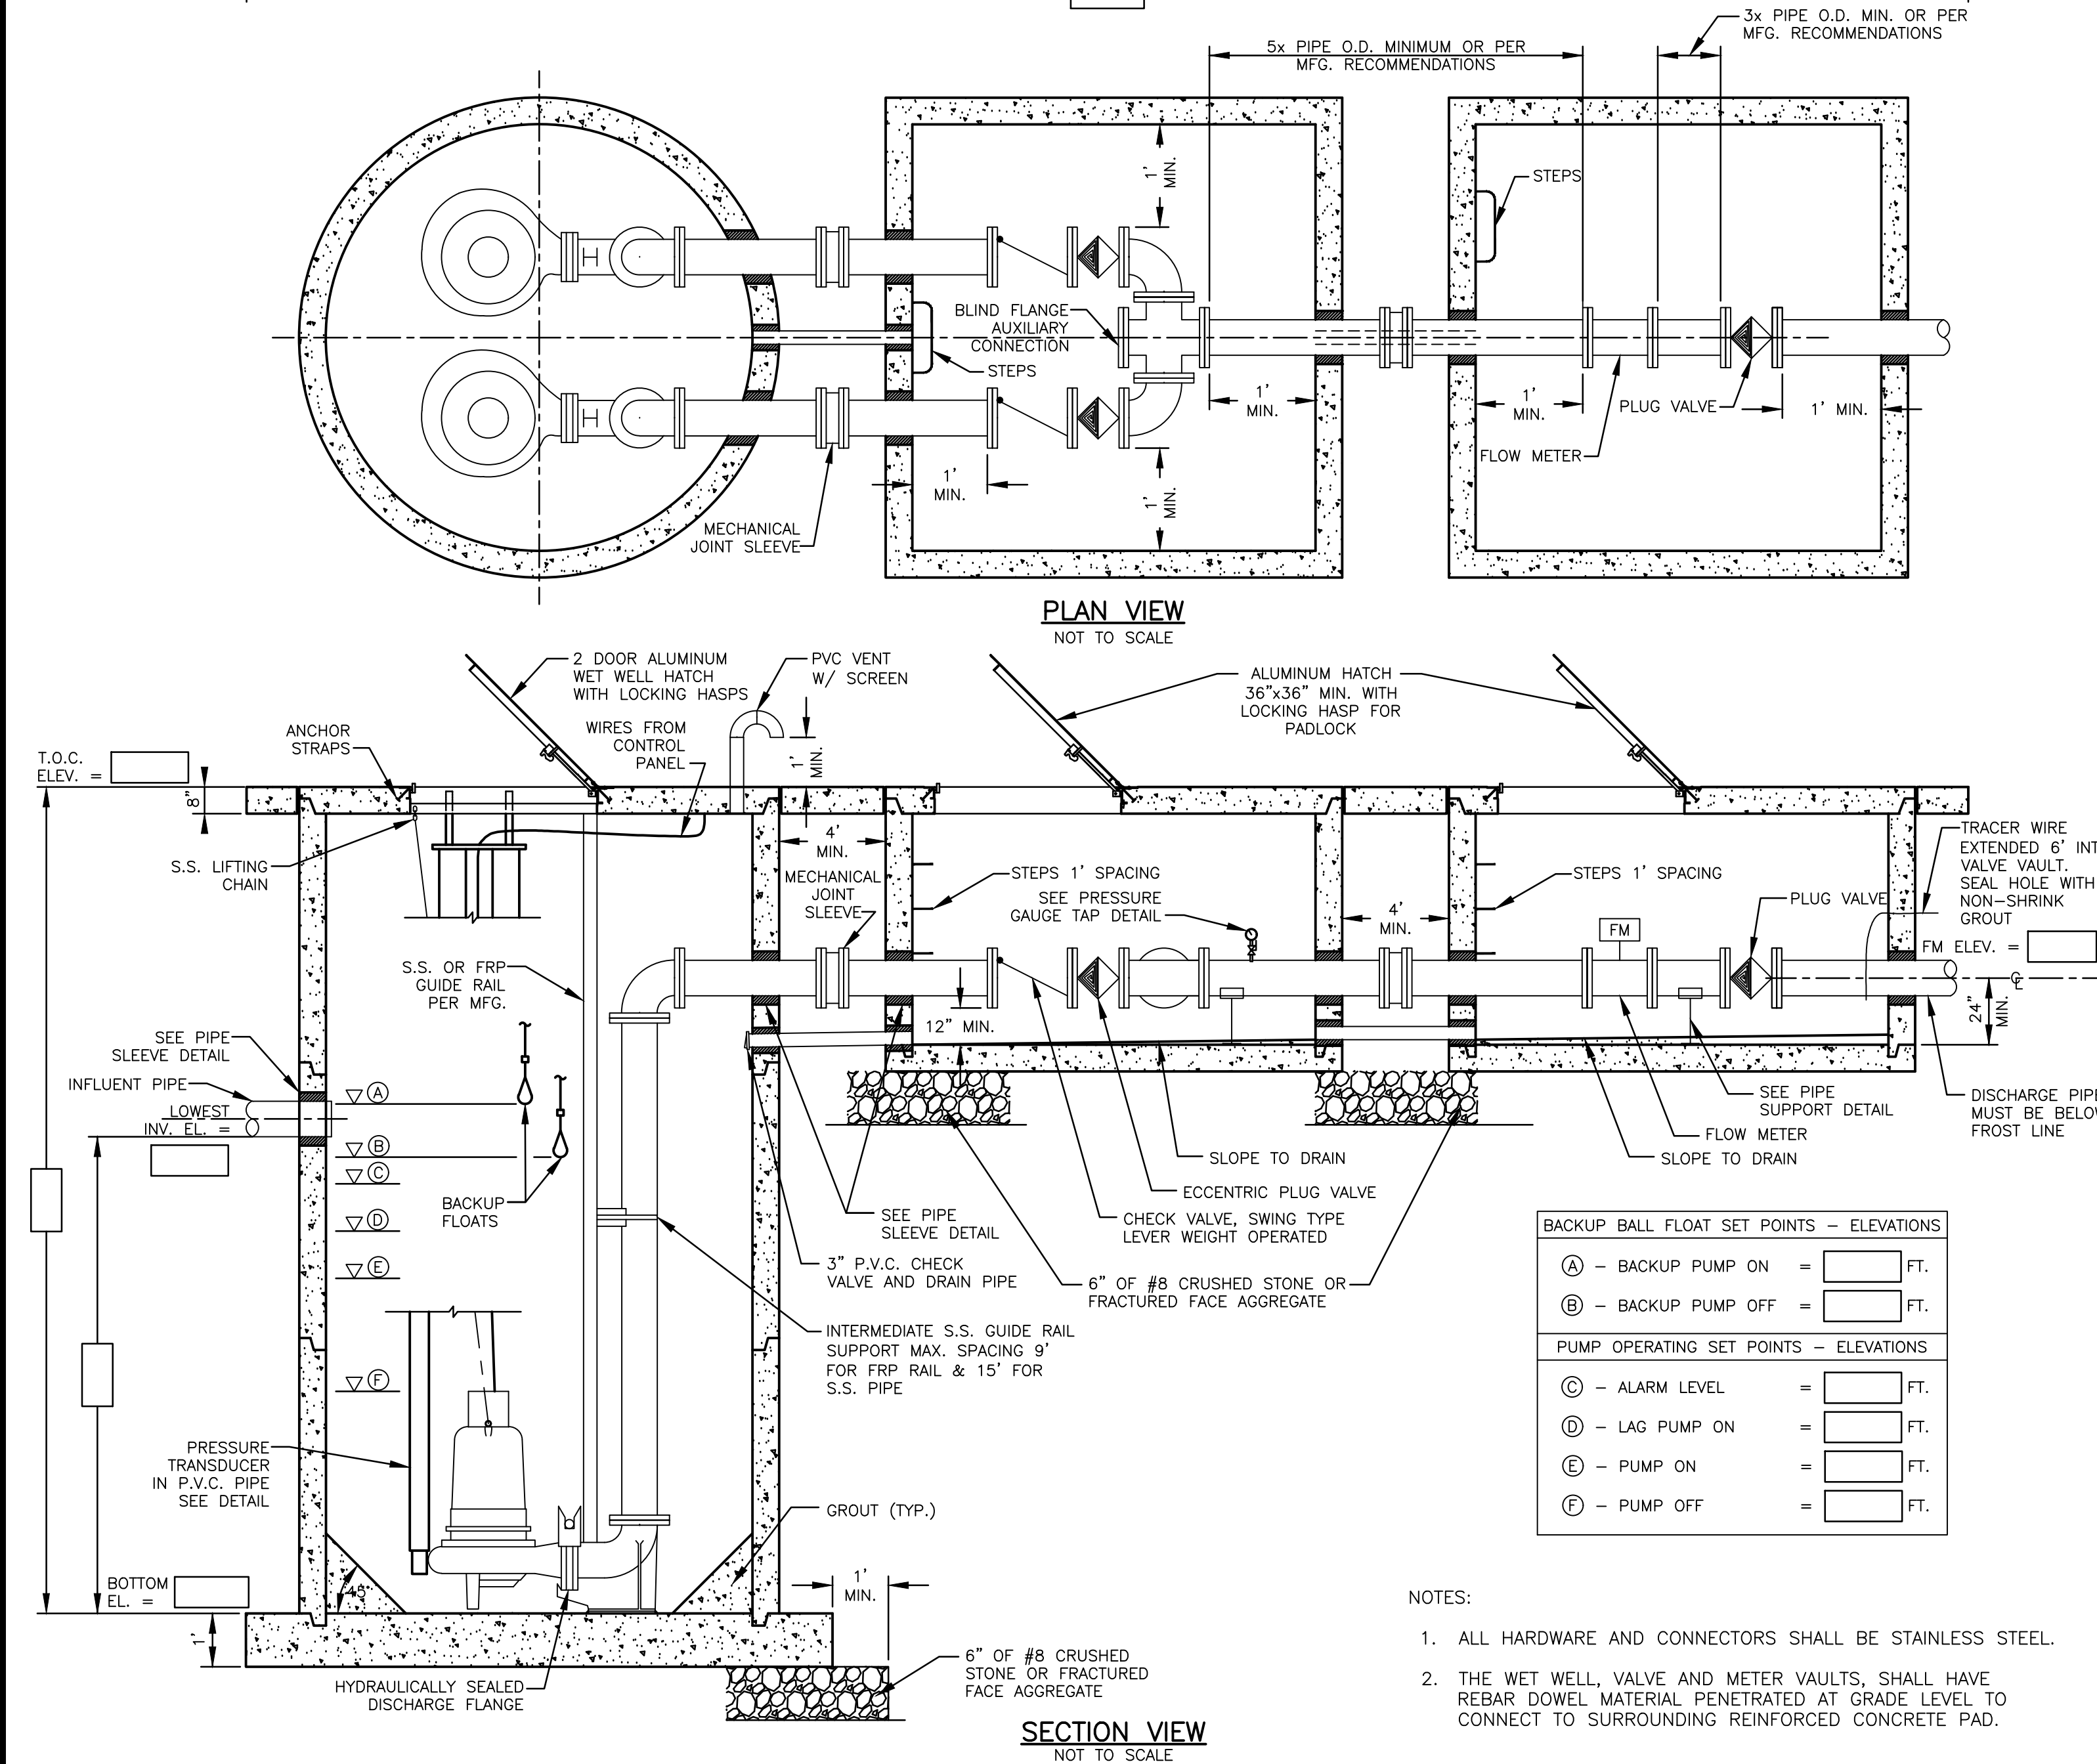 3x PIPE O.D. MIN. OR PER
MFG. RECOMMENDATIONS
5x PIPE O.D. MINIMUM OR PER
MFG. RECOMMENDATIONS
1'
MIN.
STEPS
BLIND FLANGE
AUXILIARY
CONNECTION
STEPS
1'
MIN.
1'
MIN.
PLUG VALVE
1' MIN.
FLOW METER
1'
MIN.
1'
MIN.
MECHANICAL
JOINT SLEEVE
PLAN VIEW
NOT TO SCALE
2 DOOR ALUMINUM
WET WELL HATCH
WITH LOCKING HASPS
PVC VENT
W/ SCREEN
ALUMINUM HATCH
36"x36" MIN. WITH
LOCKING HASP FOR
PADLOCK
WIRES FROM
CONTROL
PANEL
ANCHOR
STRAPS
1'
MIN.
T.O.C.
ELEV. =
8"
S.S. LIFTING
CHAIN
4'
MIN.
MECHANICAL
JOINT
SLEEVE
STEPS 1' SPACING
SEE PRESSURE
GAUGE TAP DETAIL
4'
MIN.
STEPS 1' SPACING
PLUG VALVE
TRACER WIRE
EXTENDED 6' INT
VALVE VAULT.
SEAL HOLE WITH
NON-SHRINK
GROUT
FM
FM ELEV. =
℄
24"
MIN.
S.S. OR FRP
GUIDE RAIL
PER MFG.
12" MIN.
SEE PIPE
SLEEVE DETAIL
INFLUENT PIPE
LOWEST
INV. EL. =
A
B
C
D
E
F
BACKUP
FLOATS
SEE PIPE
SLEEVE DETAIL
3" P.V.C. CHECK
VALVE AND DRAIN PIPE
SLOPE TO DRAIN
ECCENTRIC PLUG VALVE
CHECK VALVE, SWING TYPE
LEVER WEIGHT OPERATED
6" OF #8 CRUSHED STONE OR
FRACTURED FACE AGGREGATE
SEE PIPE
SUPPORT DETAIL
FLOW METER
SLOPE TO DRAIN
DISCHARGE PIPE
MUST BE BELOW
FROST LINE
INTERMEDIATE S.S. GUIDE RAIL
SUPPORT MAX. SPACING 9'
FOR FRP RAIL & 15' FOR
S.S. PIPE
BACKUP BALL FLOAT SET POINTS - ELEVATIONS
A - BACKUP PUMP ON = FT.
B - BACKUP PUMP OFF = FT.
PUMP OPERATING SET POINTS - ELEVATIONS
C - ALARM LEVEL = FT.
D - LAG PUMP ON = FT.
E - PUMP ON = FT.
F - PUMP OFF = FT.
PRESSURE
TRANSDUCER
IN P.V.C. PIPE
SEE DETAIL
GROUT (TYP.)
45°
BOTTOM
EL. =
1'
1'
MIN.
HYDRAULICALLY SEALED
DISCHARGE FLANGE
6" OF #8 CRUSHED
STONE OR FRACTURED
FACE AGGREGATE
SECTION VIEW
NOT TO SCALE
NOTES:
1. ALL HARDWARE AND CONNECTORS SHALL BE STAINLESS STEEL.
2. THE WET WELL, VALVE AND METER VAULTS, SHALL HAVE
REBAR DOWEL MATERIAL PENETRATED AT GRADE LEVEL TO
CONNECT TO SURROUNDING REINFORCED CONCRETE PAD.